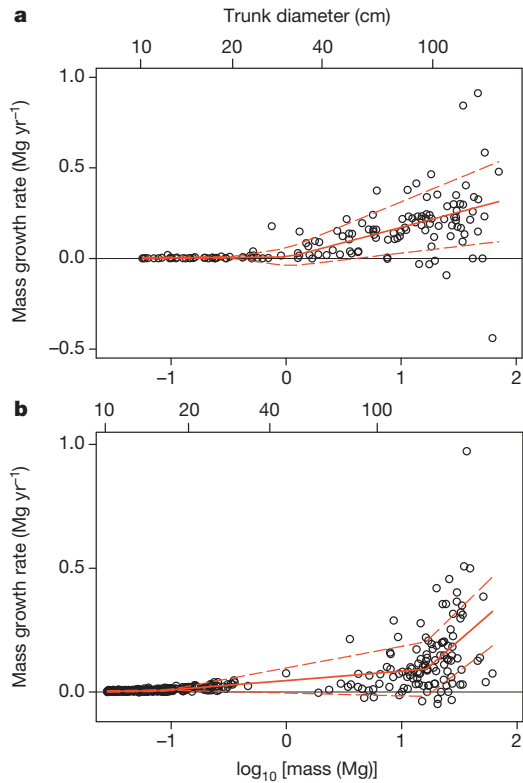 a
Trunk diameter (cm)
10 20 40 100
1.0
0.5
0.0
−0.5
Mass growth rate (Mg yr⁻¹)
−1 0 1 2
b
10 20 40 100
1.0
0.5
0.0
Mass growth rate (Mg yr⁻¹)
−1 0 1 2
log₁₀ [mass (Mg)]